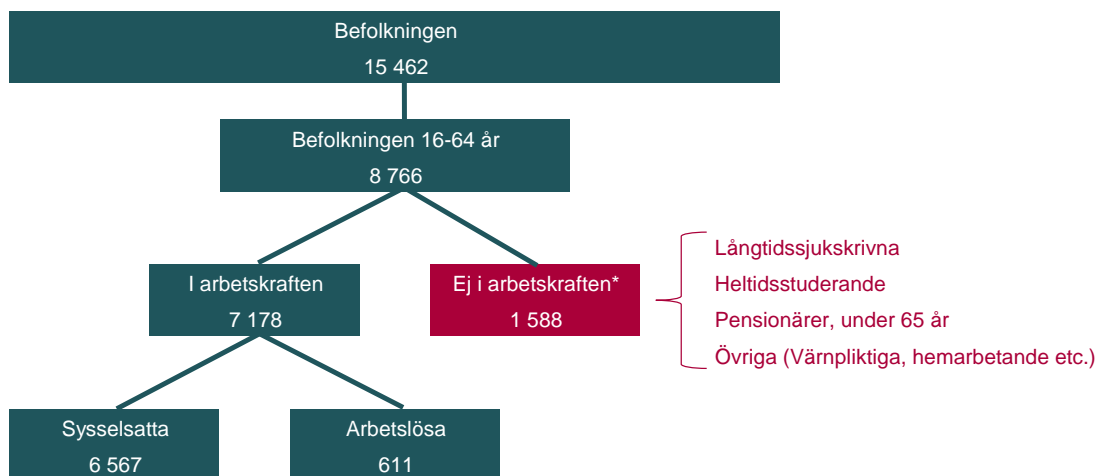 Befolkningen
15 462
Befolkningen 16-64 år
8 766
I arbetskraften
7 178
Ej i arbetskraften*
1 588
Långtidssjukskrivna
Heltidsstuderande
Pensionärer, under 65 år
Övriga (Värnpliktiga, hemarbetande etc.)
Sysselsatta
6 567
Arbetslösa
611